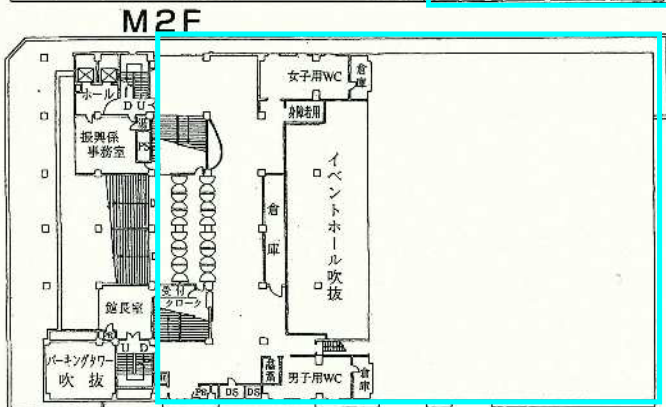 M2F
女子用WC
倉庫
ホール
D U
身障者用
振興係
事務室
PS
イベントホール吹抜
倉庫
受付
クローク
館長室
U D
パーキングタワー
吹抜
男子用WC
倉庫
PS
DS
DS